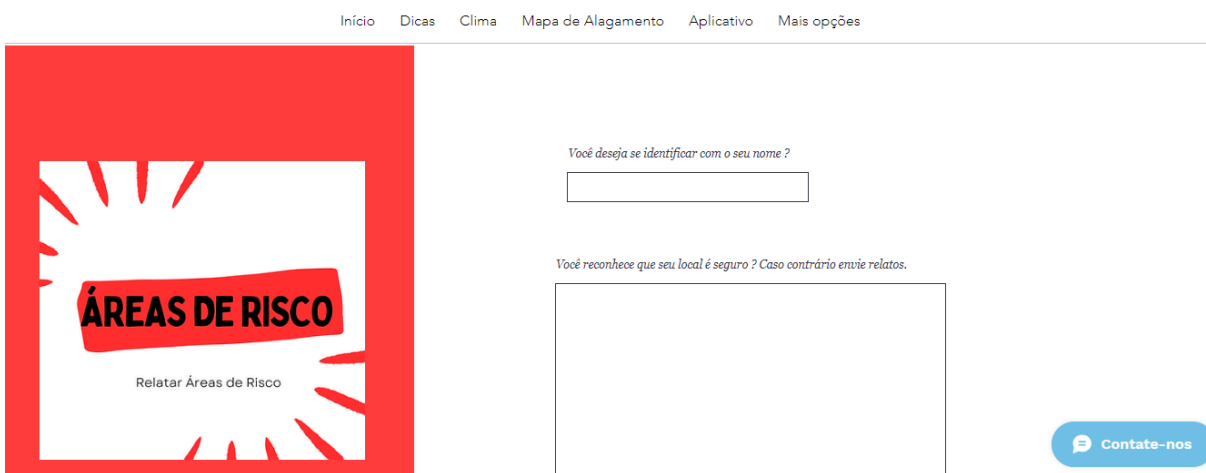 Início Dicas Clima Mapa de Alagamento Aplicativo Mais opções
Você deseja se identificar com o seu nome ?
Você reconhece que seu local é seguro ? Caso contrário envie relatos.
ÁREAS DE RISCO
Relatar Áreas de Risco
Contate-nos